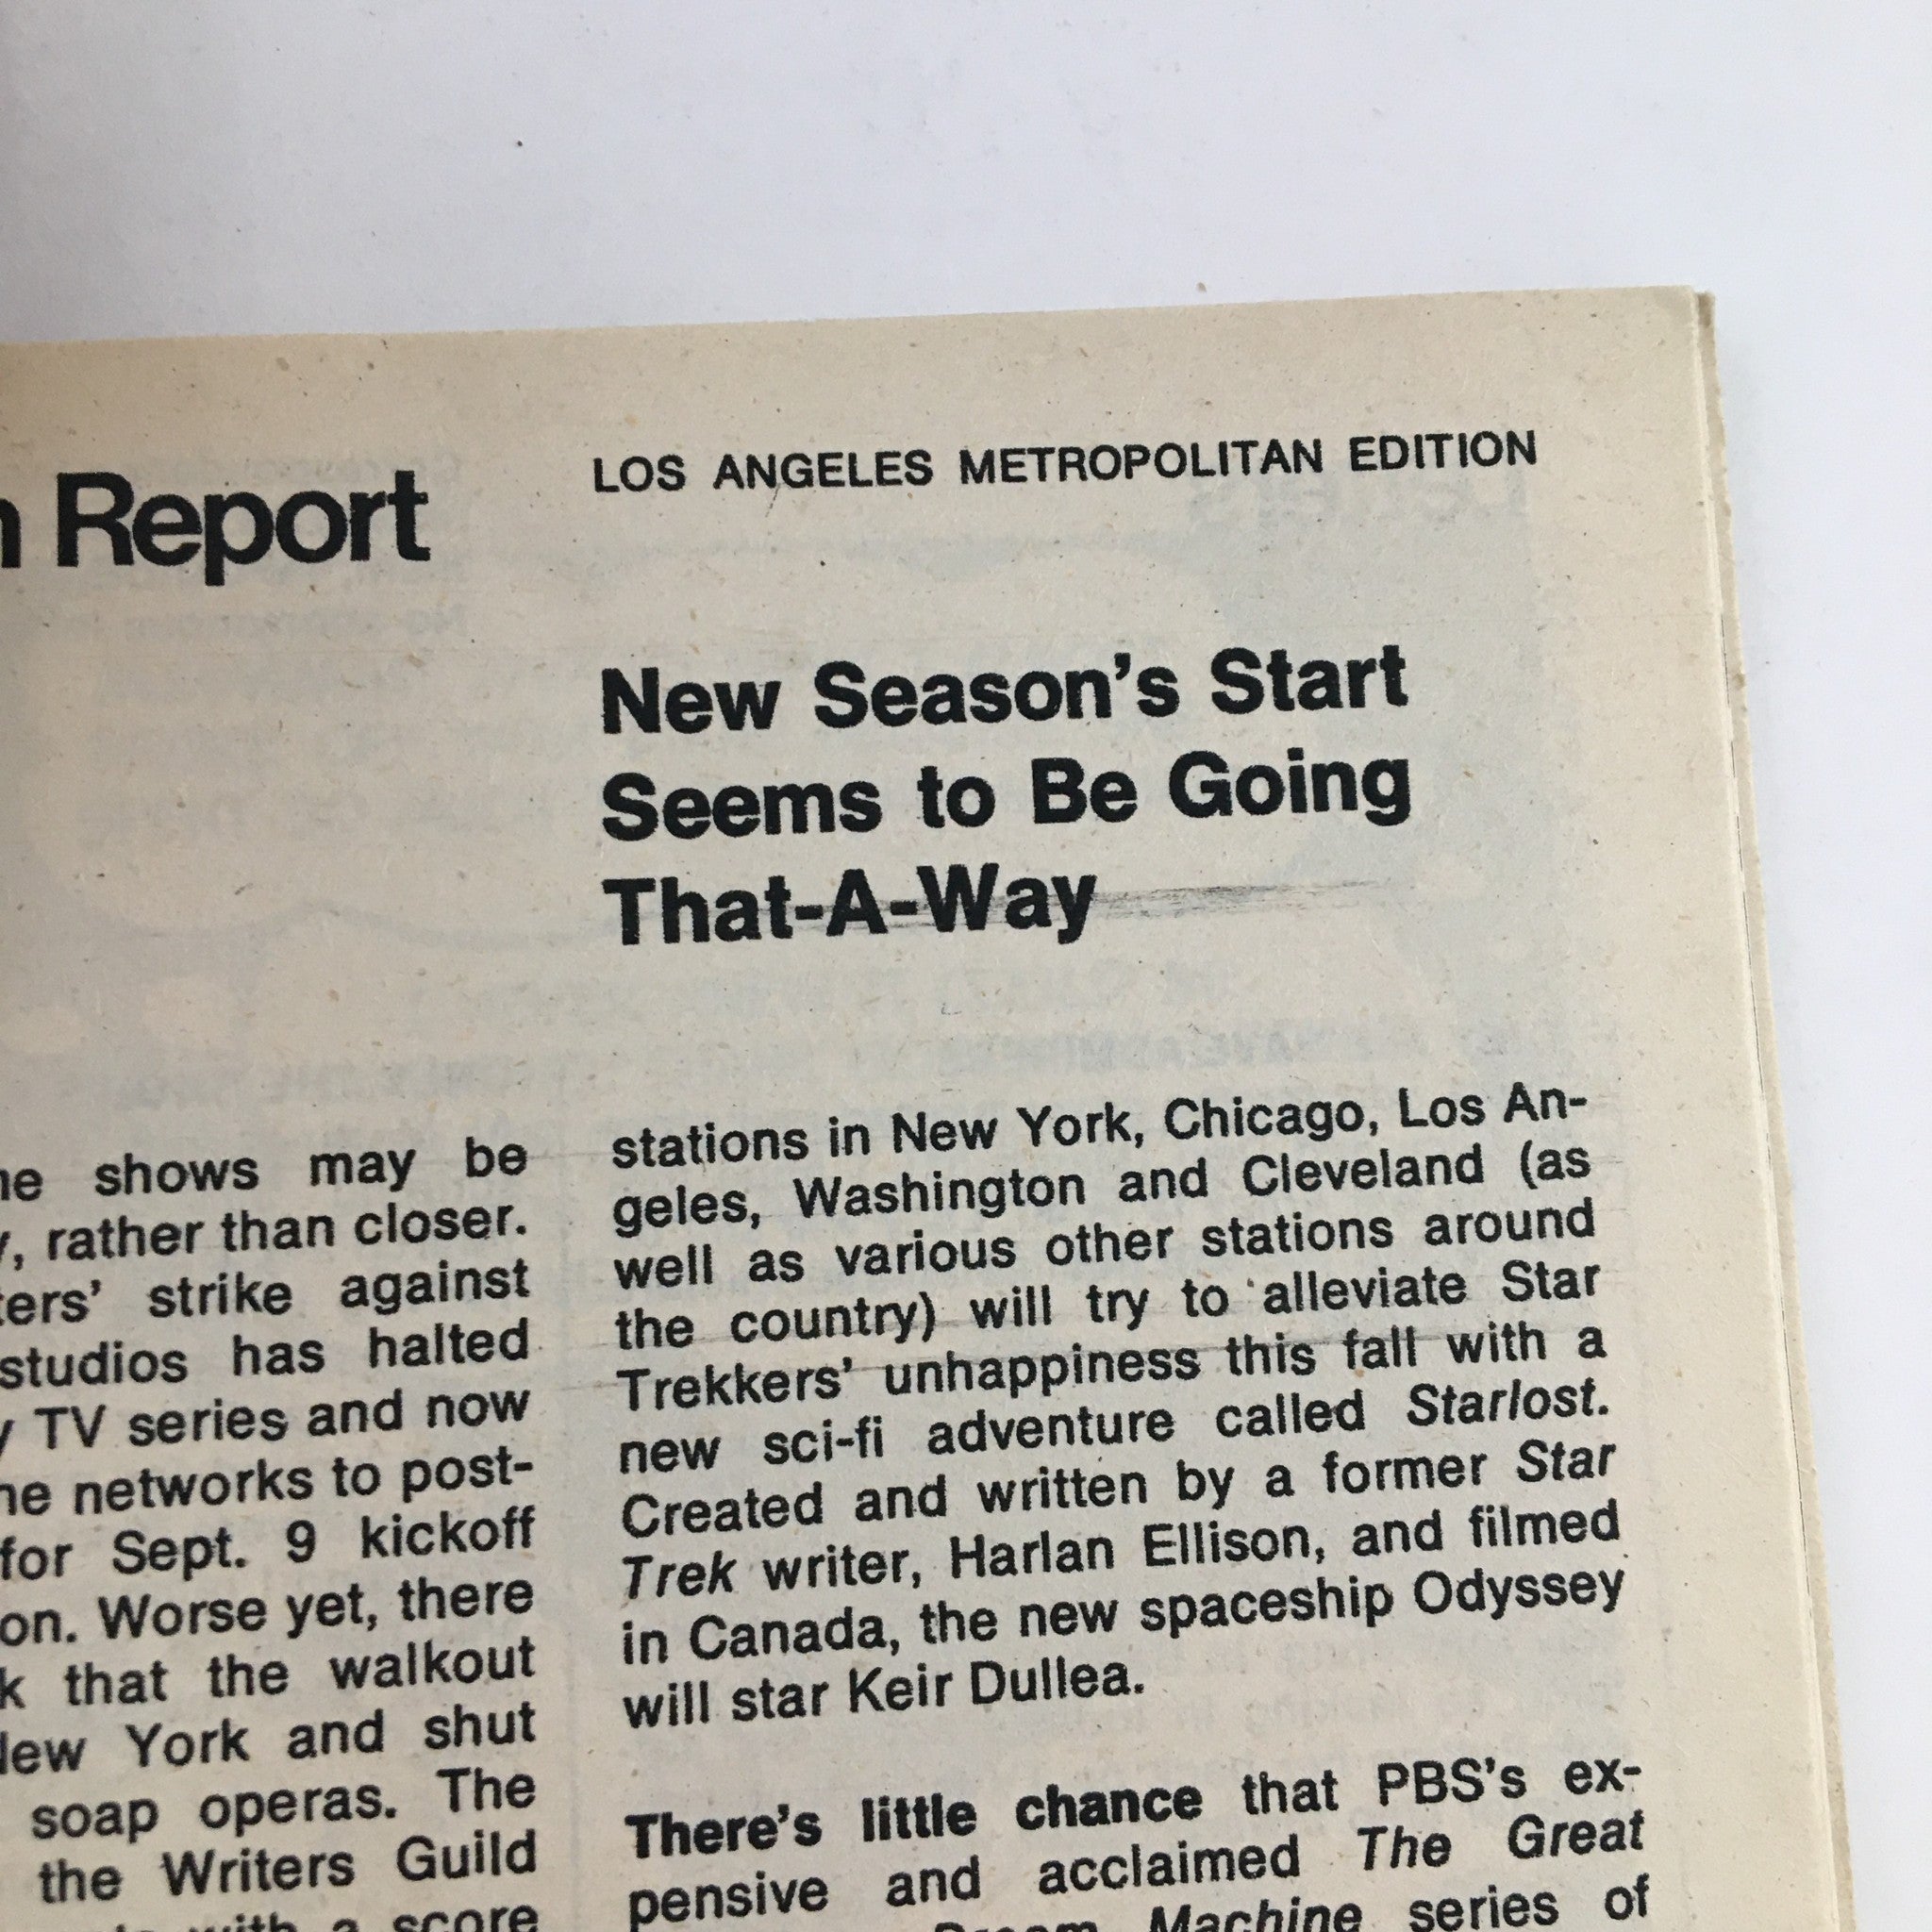 Report
LOS ANGELES METROPOLITAN EDITION
New Season's Start
Seems to Be Going
That-A-Way
shows may be
rather than closer.
strike against
studios has halted
TV series and now
networks to post-
for Sept. 9 kickoff
Worse yet, there
that the walkout
York and shut
soap operas. The
the Writers Guild
with a score
stations in New York, Chicago, Los An-
geles, Washington and Cleveland (as
well as various other stations around
the country) will try to alleviate Star
Trekkers' unhappiness this fall with a
new sci-fi adventure called Starlost.
Created and written by a former Star
Trek writer, Harlan Ellison, and filmed
in Canada, the new spaceship Odyssey
will star Keir Dullea.
There's little chance that PBS's ex-
pensive and acclaimed The Great
Dream Machine series of